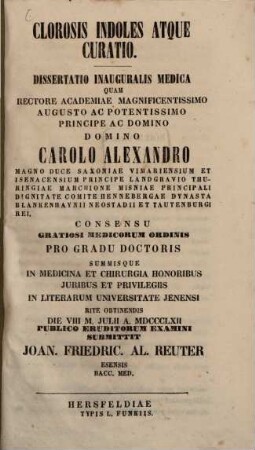 CLOROSIS INDOLES ATQUE
CURATIO.
DISSERTATIO INAUGURALIS MEDICA
QUAM
RECTORE ACADEMIAE MAGNIFICENTISSIMO
AUGUSTO AC POTENTISSIMO
PRINCIPE AC DOMINO
DOMINO
CAROLO ALEXANDRO
MAGNO DUCE SAXONIAE VIMARIENSIUM ET
ISENACENSIUM PRINCIPE LANDGRAVIO THU-
RINGIAE MARCHIONE MISNIAE PRINCIPALI
DIGNITATE COMITE HENNEBERGAE DYNASTA
BLANKENHAYNII NEOSTADII ET TAUTENBURGI
REI,
CONSENSU
GRATIOSI MEDICORUM ORDINIS
PRO GRADU DOCTORIS
SUMMISQUE
IN MEDICINA ET CHIRURGIA HONORIBUS
JURIBUS ET PRIVILEGIIS
IN LITERARUM UNIVERSITATE JENENSI
RITE OBTINENDIS
DIE VIII M. JULII A. MDCCCLXII
PUBLICO ERUDITORUM EXAMINI
SUBMITTIT
JOAN. FRIEDRIC. AL. REUTER
ESENSIS
BACC. MED.
HERSFELDIAE
TYPIS L. FUNKIIS.